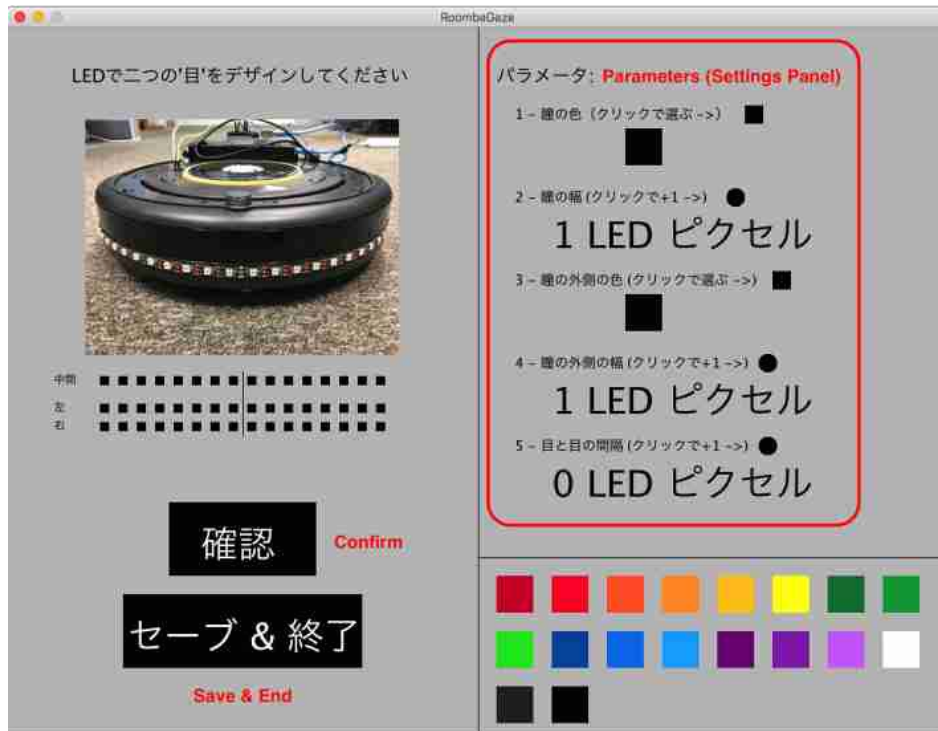 RoombaGaze
LEDで二つの'目'をデザインしてください
中間
左
右
確認 Confirm
セーブ & 終了
Save & End
パラメータ: Parameters (Settings Panel)
1 – 瞳の色（クリックで選ぶ –>）
2 – 瞳の幅 (クリックで+1 –>)
1 LED ピクセル
3 – 瞳の外側の色 (クリックで選ぶ –>)
4 – 瞳の外側の幅 (クリックで+1 –>)
1 LED ピクセル
5 – 目と目の間隔 (クリックで+1 –>)
0 LED ピクセル